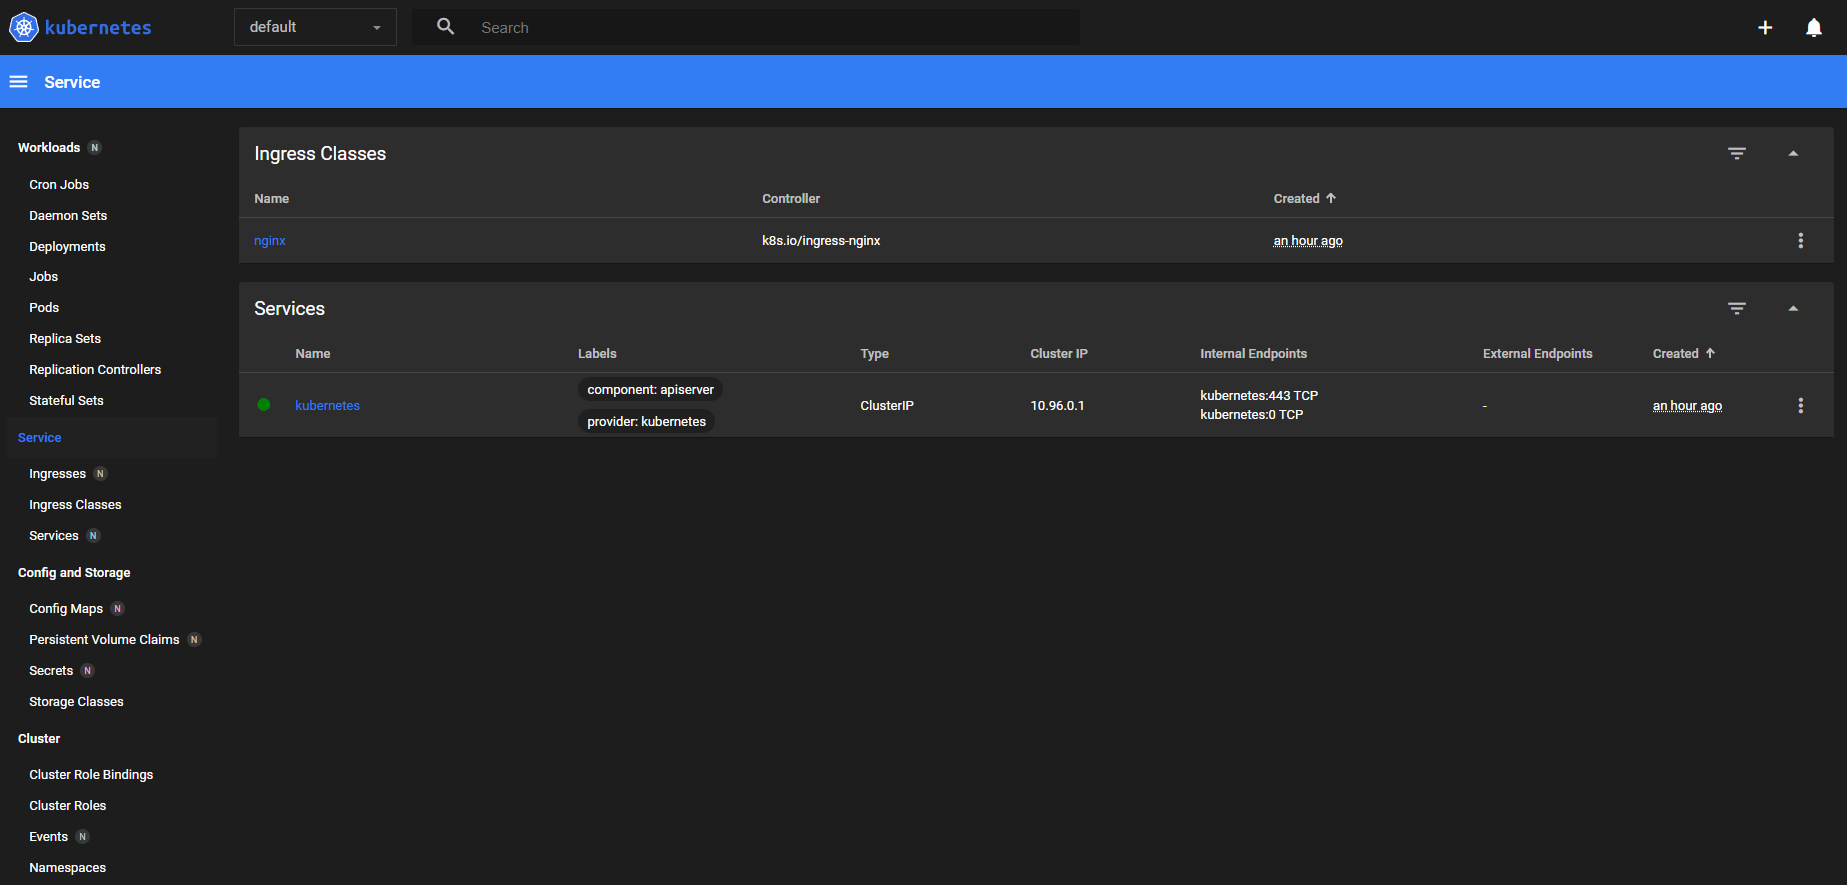 kubernetes
default
Search
Service
Workloads N
Cron Jobs
Daemon Sets
Deployments
Jobs
Pods
Replica Sets
Replication Controllers
Stateful Sets
Service
Ingresses N
Ingress Classes
Services N
Config and Storage
Config Maps N
Persistent Volume Claims N
Secrets N
Storage Classes
Cluster
Cluster Role Bindings
Cluster Roles
Events N
Namespaces
Ingress Classes
Name Controller Created
nginx k8s.io/ingress-nginx an hour ago
Services
Name Labels Type Cluster IP Internal Endpoints External Endpoints Created
kubernetes
component: apiserver
provider: kubernetes
ClusterIP
10.96.0.1
kubernetes:443 TCP
kubernetes:0 TCP
-
an hour ago